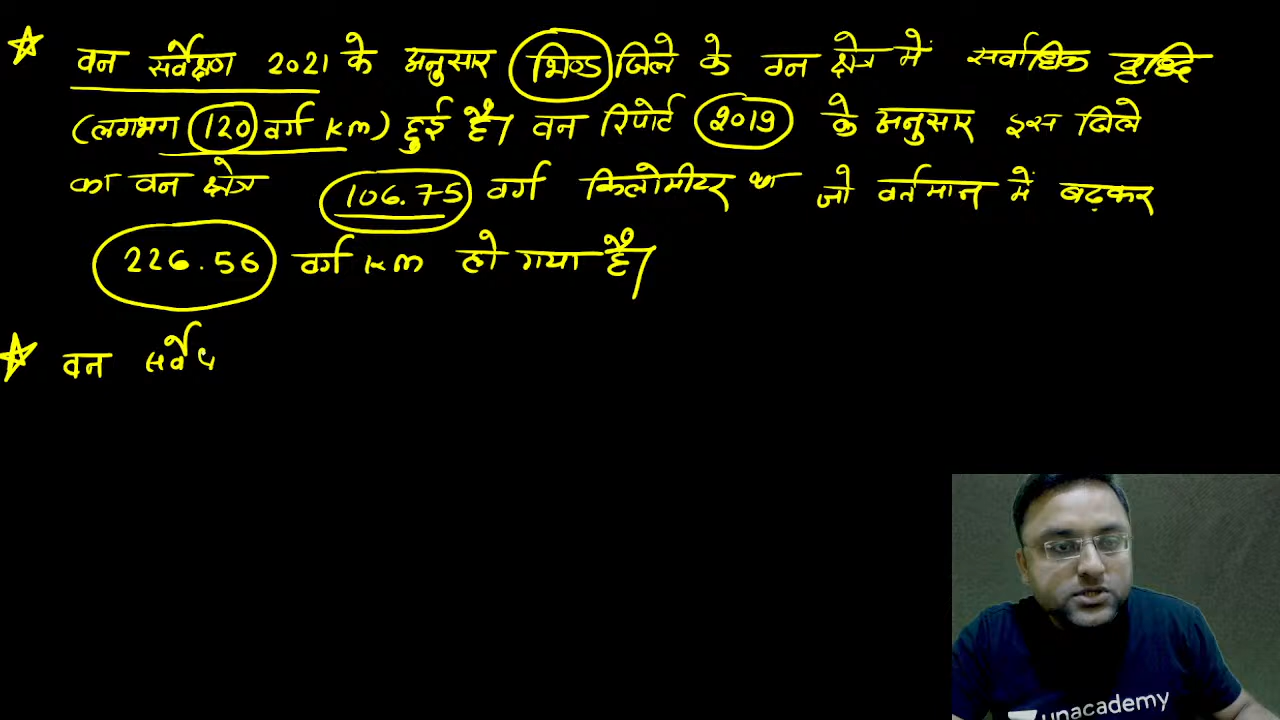 वन सर्वेक्षण 2021 के अनुसार भिण्ड जिले के वन क्षेत्र में सर्वाधिक वृद्धि
(लगभग 120 वर्ग km) हुई है। वन रिपोर्ट 2019 के अनुसार इस जिले
का वन क्षेत्र 106.75 वर्ग किलोमीटर था जो वर्तमान में बढ़कर
226.56 वर्ग km हो गया है।
वन
unacademy